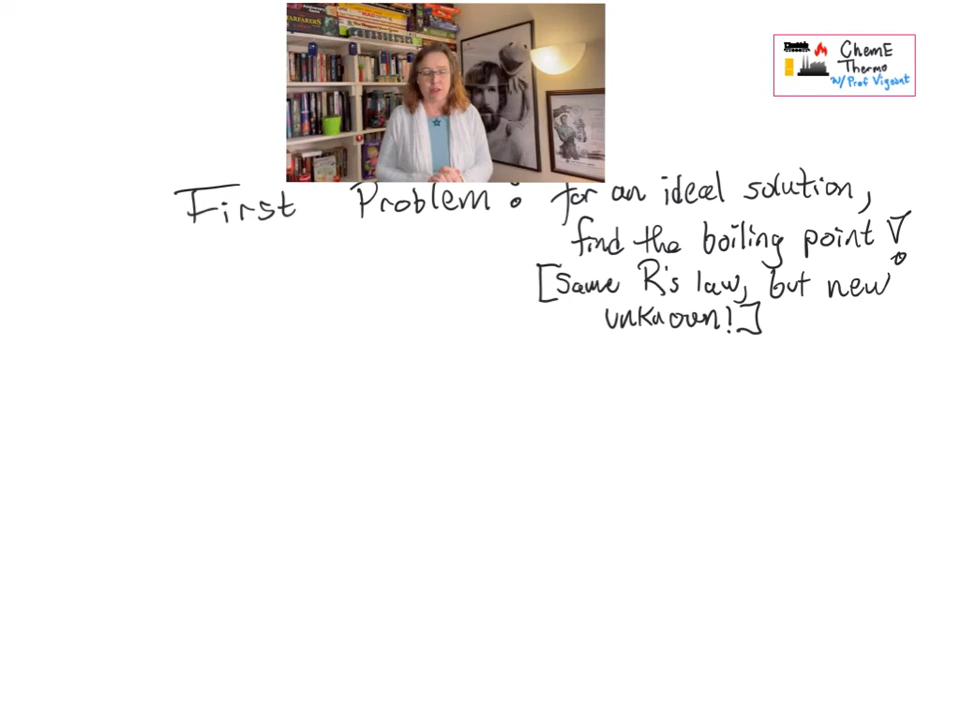 WARFARERS
ChemE
Thermo
w/ Prof Vigeant
First Problem: for an ideal solution,
find the boiling point T
[Same R's law, but new
unknown!]